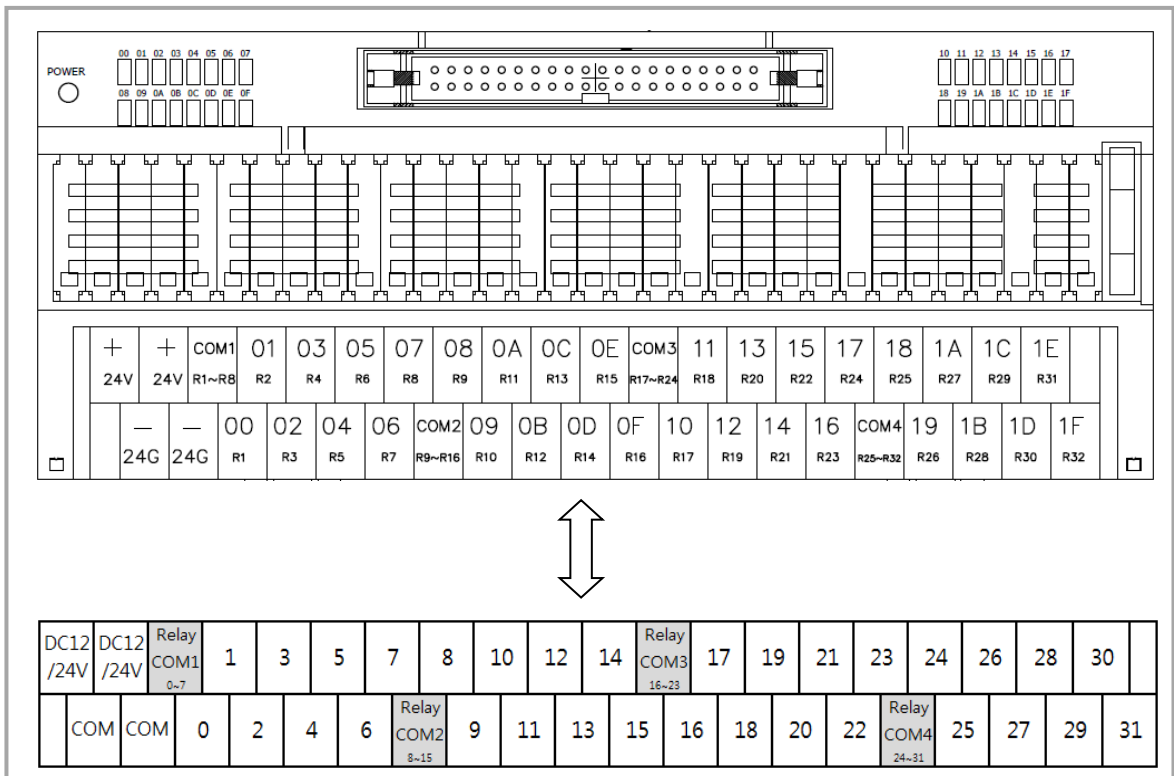 00 01 02 03 04 05 06 07
10 11 12 13 14 15 16 17
POWER
08 09 0A 0B 0C 0D 0E 0F
18 19 1A 1B 1C 1D 1E 1F
+ + COM1 01 03 05 07 08 0A 0C 0E COM3 11 13 15 17 18 1A 1C 1E
24V 24V R1~R8 R2 R4 R6 R8 R9 R11 R13 R15 R17~R24 R18 R20 R22 R24 R25 R27 R29 R31
− − 00 02 04 06 COM2 09 0B 0D 0F 10 12 14 16 COM4 19 1B 1D 1F
24G 24G R1 R3 R5 R7 R9~R16 R10 R12 R14 R16 R17 R19 R21 R23 R25~R32 R26 R28 R30 R32
DC12 DC12 Relay Relay
/24V /24V COM1 1 3 5 7 8 10 12 14 COM3 17 19 21 23 24 26 28 30
0~7 16~23
Relay Relay
COM COM 0 2 4 6 COM2 9 11 13 15 16 18 20 22 COM4 25 27 29 31
8~15 24~31